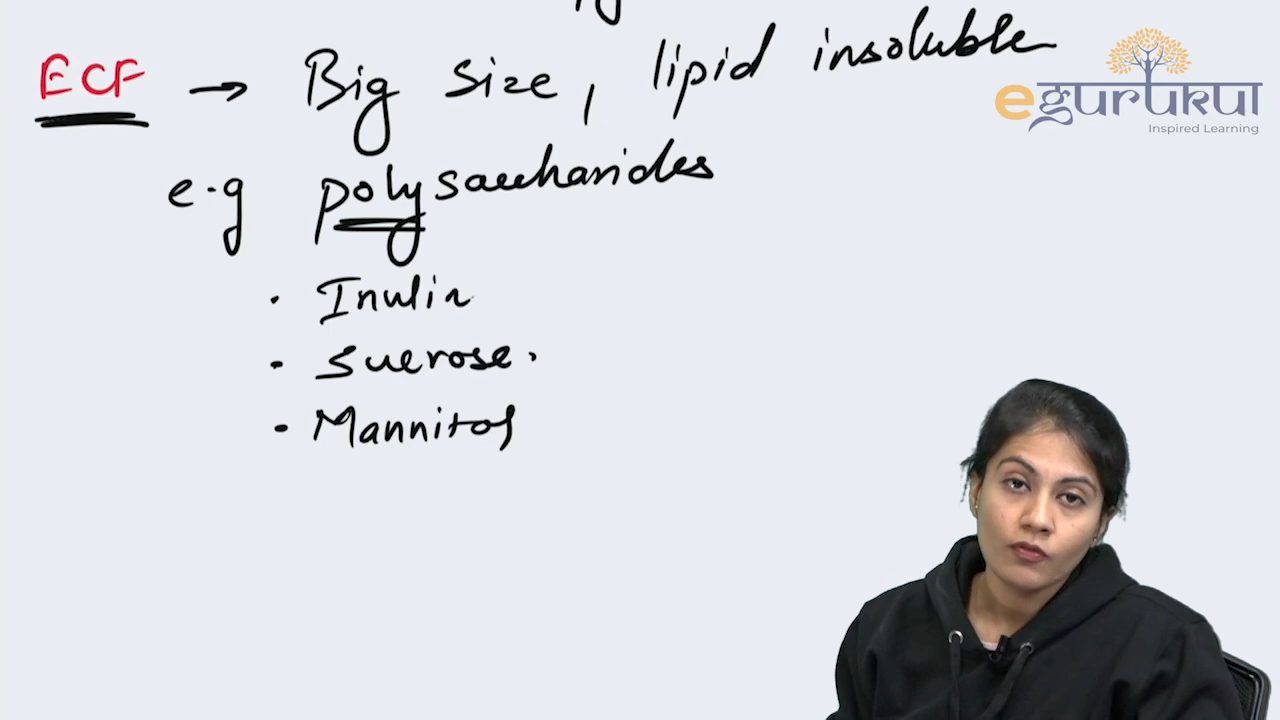 ECF → Big size, lipid insoluble
e.g polysaccharides
• Inulin
• Sucrose.
• Mannitol
egurukul
Inspired Learning